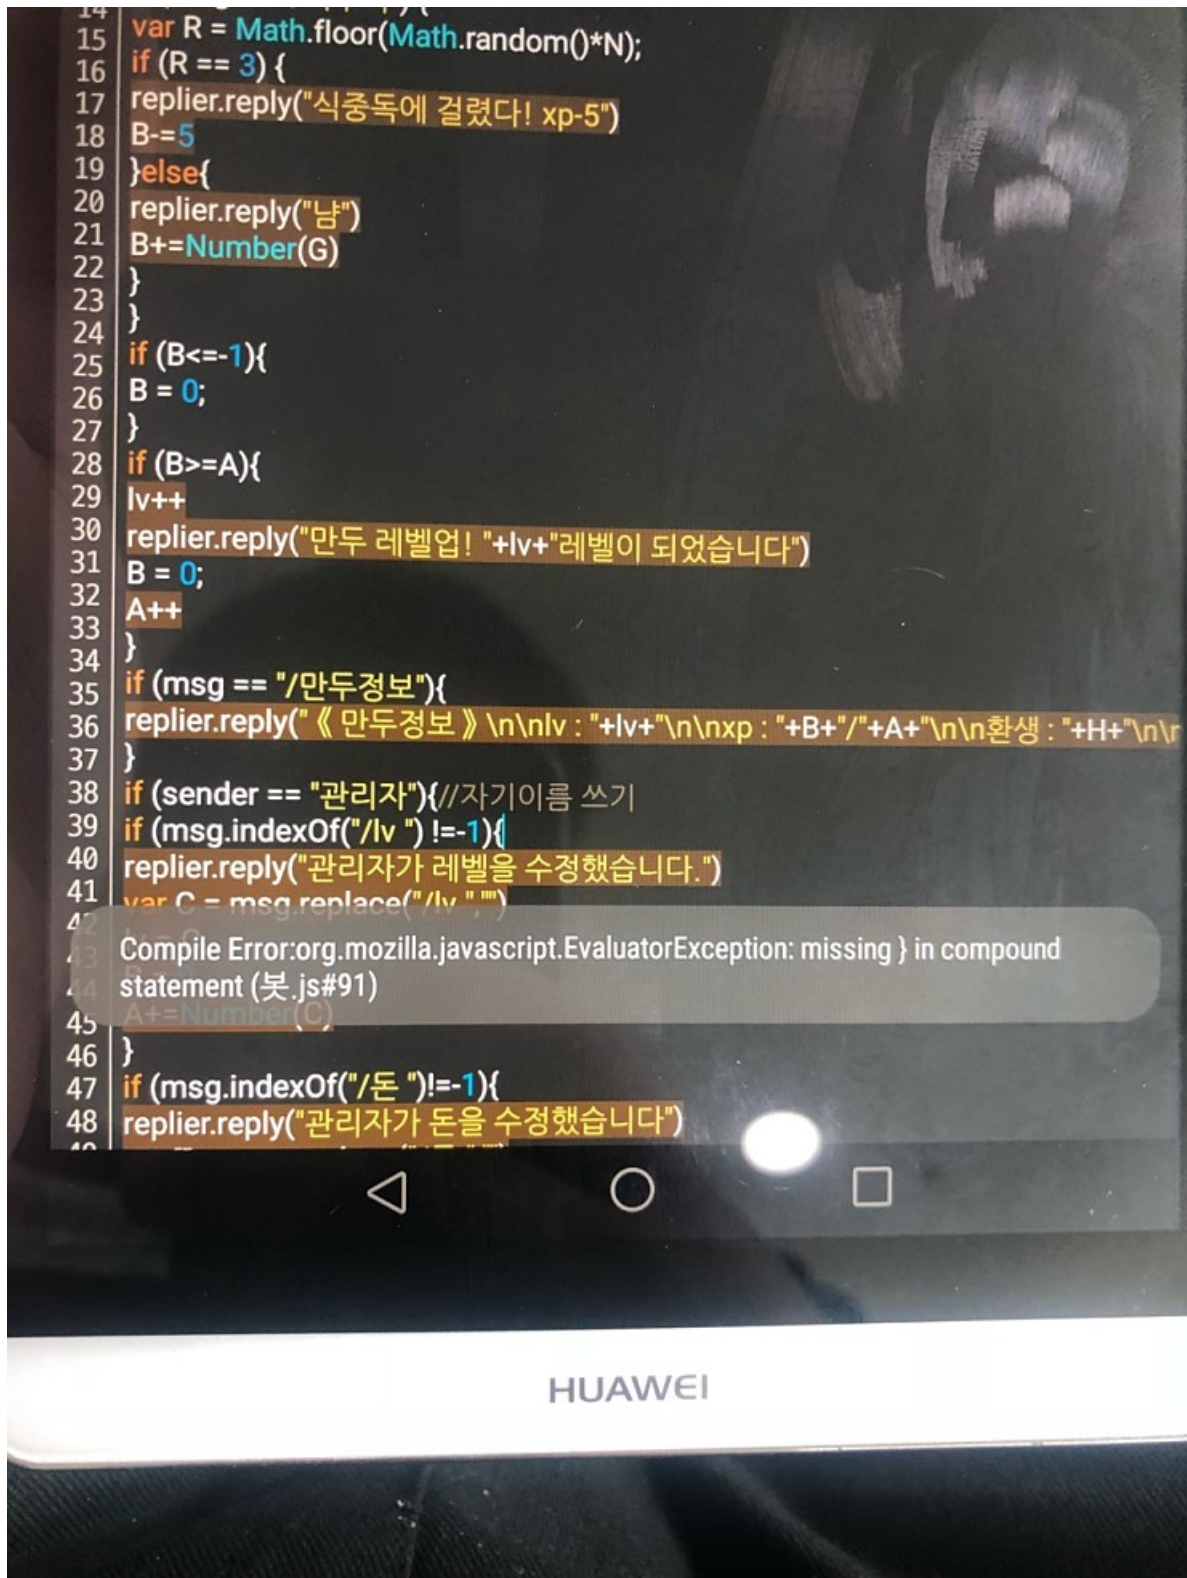 14
15 var R = Math.floor(Math.random()*N);
16 if (R == 3) {
17 replier.reply("식중독에 걸렸다! xp-5")
18 B-=5
19 }else{
20 replier.reply("냠")
21 B+=Number(G)
22 }
23 }
24
25 if (B<=-1){
26 B = 0;
27 }
28 if (B>=A){
29 lv++
30 replier.reply("만두 레벨업! "+lv+"레벨이 되었습니다")
31 B = 0;
32 A++
33 }
34
35 if (msg == "/만두정보"){
36 replier.reply("《 만두정보 》\n\nlv : "+lv+"\n\nxp : "+B+"/"+A+"\n\n환생 : "+H+"\n\r
37 }
38 if (sender == "관리자"){//자기이름 쓰기
39 if (msg.indexOf("/lv ") !=-1){
40 replier.reply("관리자가 레벨을 수정했습니다.")
41 var C = msg.replace("/lv ","")
42
Compile Error:org.mozilla.javascript.EvaluatorException: missing } in compound
statement (봇.js#91)
45 A+=Number(C)
46 }
47 if (msg.indexOf("/돈 ")!=-1){
48 replier.reply("관리자가 돈을 수정했습니다")
HUAWEI